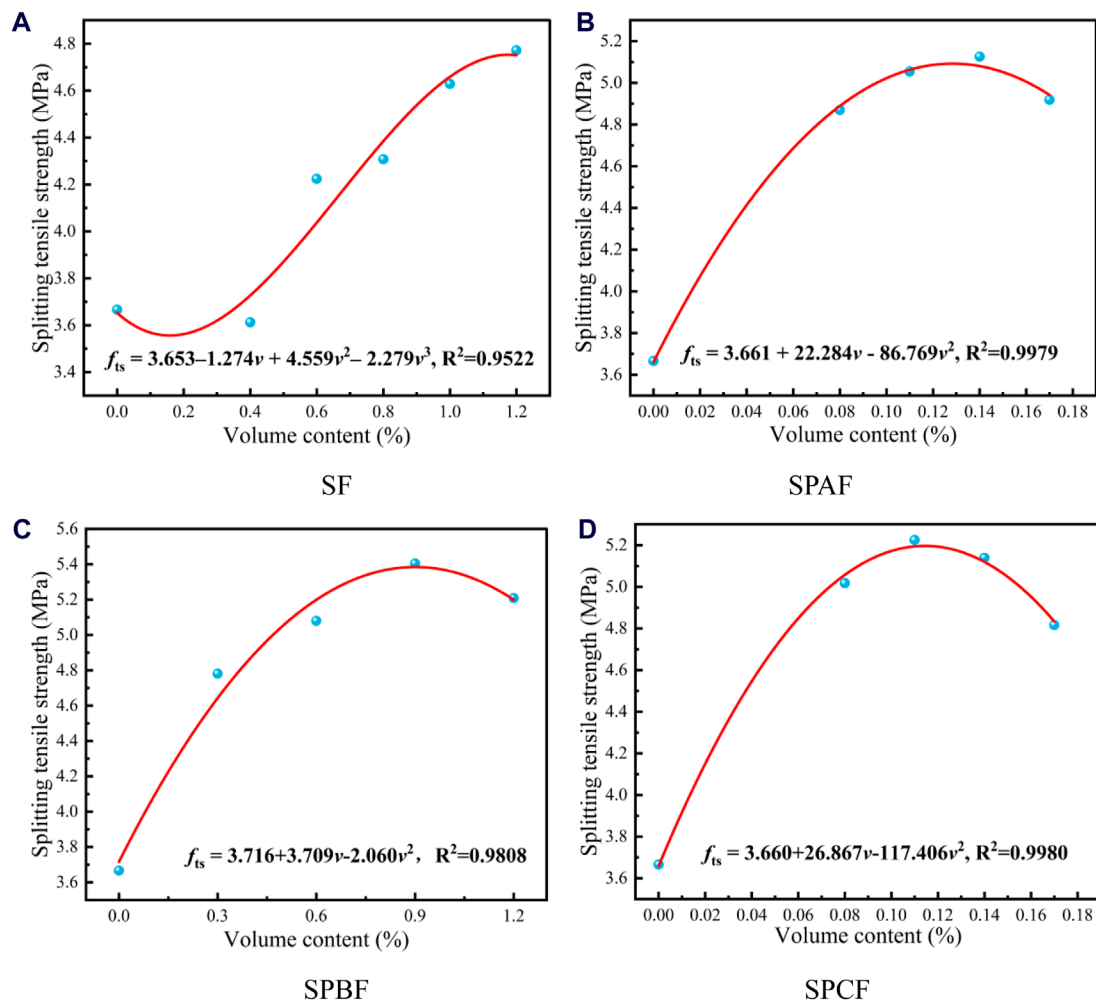 A
Splitting tensile strength (MPa)
4.8
4.6
4.4
4.2
4.0
3.8
3.6
3.4
f_ts = 3.653–1.274v + 4.559v² – 2.279v³, R²=0.9522
0.0 0.2 0.4 0.6 0.8 1.0 1.2
Volume content (%)
SF
B
Splitting tensile strength (MPa)
5.2
5.0
4.8
4.6
4.4
4.2
4.0
3.8
3.6
f_ts = 3.661 + 22.284v - 86.769v², R²=0.9979
0.00 0.02 0.04 0.06 0.08 0.10 0.12 0.14 0.16 0.18
Volume content (%)
SPAF
C
Splitting tensile strength (MPa)
5.6
5.4
5.2
5.0
4.8
4.6
4.4
4.2
4.0
3.8
3.6
f_ts = 3.716+3.709v-2.060v², R²=0.9808
0.0 0.3 0.6 0.9 1.2
Volume content (%)
SPBF
D
Splitting tensile strength (MPa)
5.2
5.0
4.8
4.6
4.4
4.2
4.0
3.8
3.6
f_ts = 3.660+26.867v-117.406v², R²=0.9980
0.00 0.02 0.04 0.06 0.08 0.10 0.12 0.14 0.16 0.18
Volume content (%)
SPCF